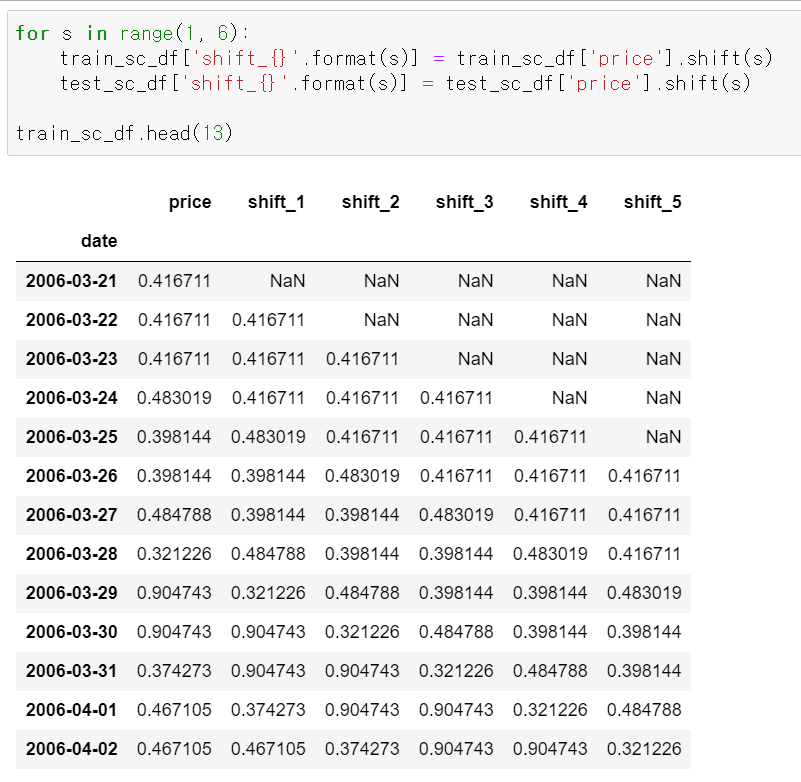 for s in range(1, 6):
    train_sc_df['shift_{}'.format(s)] = train_sc_df['price'].shift(s)
    test_sc_df['shift_{}'.format(s)] = test_sc_df['price'].shift(s)
train_sc_df.head(13)
price shift_1 shift_2 shift_3 shift_4 shift_5
date
2006-03-21 0.416711 NaN NaN NaN NaN NaN
2006-03-22 0.416711 0.416711 NaN NaN NaN NaN
2006-03-23 0.416711 0.416711 0.416711 NaN NaN NaN
2006-03-24 0.483019 0.416711 0.416711 0.416711 NaN NaN
2006-03-25 0.398144 0.483019 0.416711 0.416711 0.416711 NaN
2006-03-26 0.398144 0.398144 0.483019 0.416711 0.416711 0.416711
2006-03-27 0.484788 0.398144 0.398144 0.483019 0.416711 0.416711
2006-03-28 0.321226 0.484788 0.398144 0.398144 0.483019 0.416711
2006-03-29 0.904743 0.321226 0.484788 0.398144 0.398144 0.483019
2006-03-30 0.904743 0.904743 0.321226 0.484788 0.398144 0.398144
2006-03-31 0.374273 0.904743 0.904743 0.321226 0.484788 0.398144
2006-04-01 0.467105 0.374273 0.904743 0.904743 0.321226 0.484788
2006-04-02 0.467105 0.467105 0.374273 0.904743 0.904743 0.321226